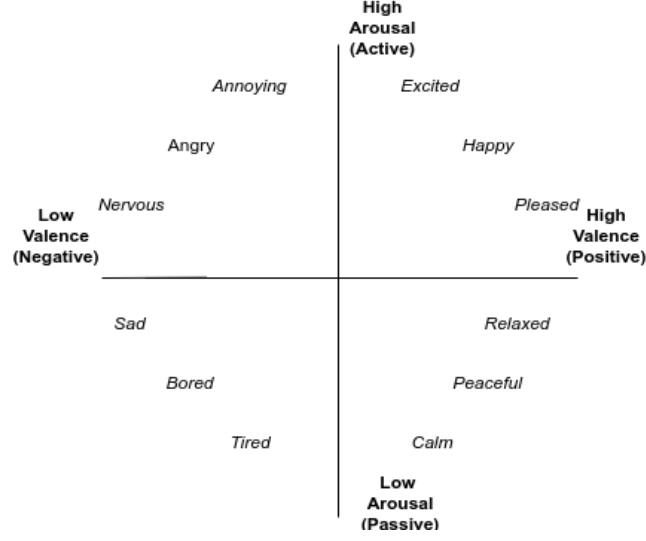 High
Arousal
(Active)
Annoying
Excited
Angry
Happy
Nervous
Pleased
Low
Valence
(Negative)
High
Valence
(Positive)
Sad
Relaxed
Bored
Peaceful
Tired
Calm
Low
Arousal
(Passive)